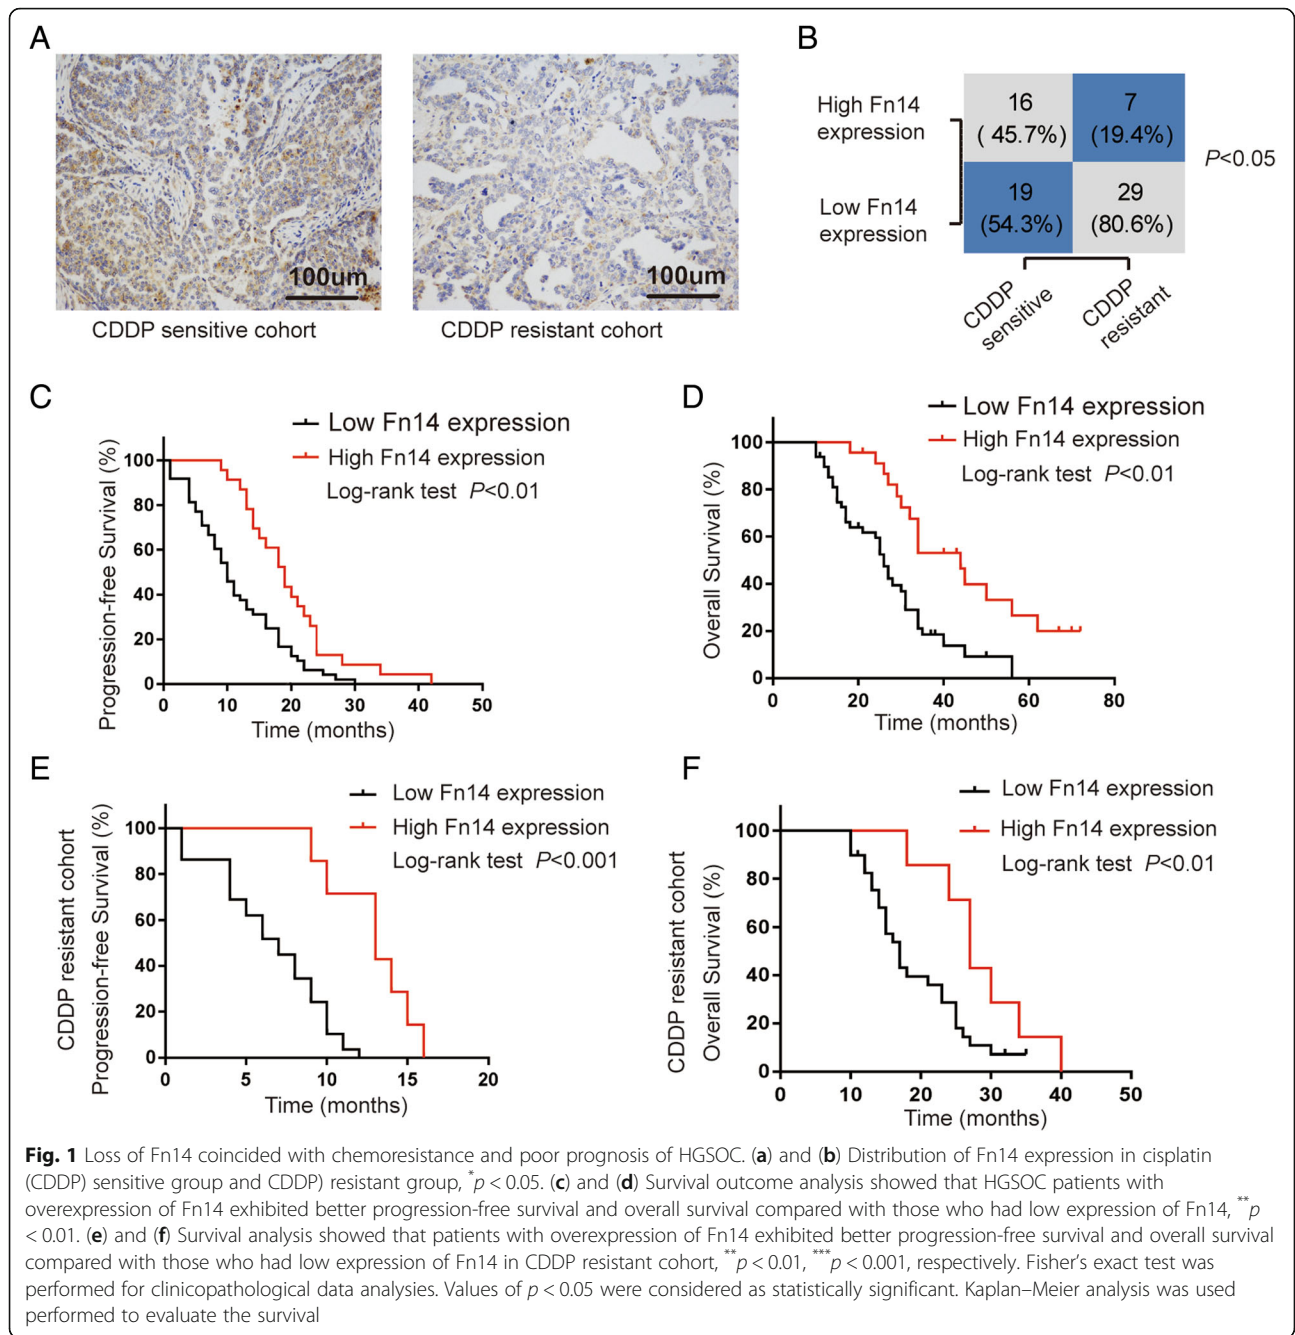 A
100um
CDDP sensitive cohort
100um
CDDP resistant cohort
B
High Fn14
expression
Low Fn14
expression
16
( 45.7%)
7
(19.4%)
19
(54.3%)
29
(80.6%)
P<0.05
CDDP
sensitive
CDDP
resistant
C
Low Fn14 expression
High Fn14 expression
Log-rank test P<0.01
Progression-free Survival (%)
100
80
60
40
20
0
0 10 20 30 40 50
Time (months)
D
Low Fn14 expression
High Fn14 expression
Log-rank test P<0.01
Overall Survival (%)
100
80
60
40
20
0
0 20 40 60 80
Time (months)
E
Low Fn14 expression
High Fn14 expression
Log-rank test P<0.001
CDDP resistant cohort
Progression-free Survival (%)
100
80
60
40
20
0
0 5 10 15 20
Time (months)
F
Low Fn14 expression
High Fn14 expression
Log-rank test P<0.01
CDDP resistant cohort
Overall Survival (%)
100
80
60
40
20
0
0 10 20 30 40 50
Time (months)
Fig. 1 Loss of Fn14 coincided with chemoresistance and poor prognosis of HGSOC. (a) and (b) Distribution of Fn14 expression in cisplatin
(CDDP) sensitive group and CDDP) resistant group, *p < 0.05. (c) and (d) Survival outcome analysis showed that HGSOC patients with
overexpression of Fn14 exhibited better progression-free survival and overall survival compared with those who had low expression of Fn14, **p
< 0.01. (e) and (f) Survival analysis showed that patients with overexpression of Fn14 exhibited better progression-free survival and overall survival
compared with those who had low expression of Fn14 in CDDP resistant cohort, **p < 0.01, ***p < 0.001, respectively. Fisher's exact test was
performed for clinicopathological data analyses. Values of p < 0.05 were considered as statistically significant. Kaplan–Meier analysis was used
performed to evaluate the survival